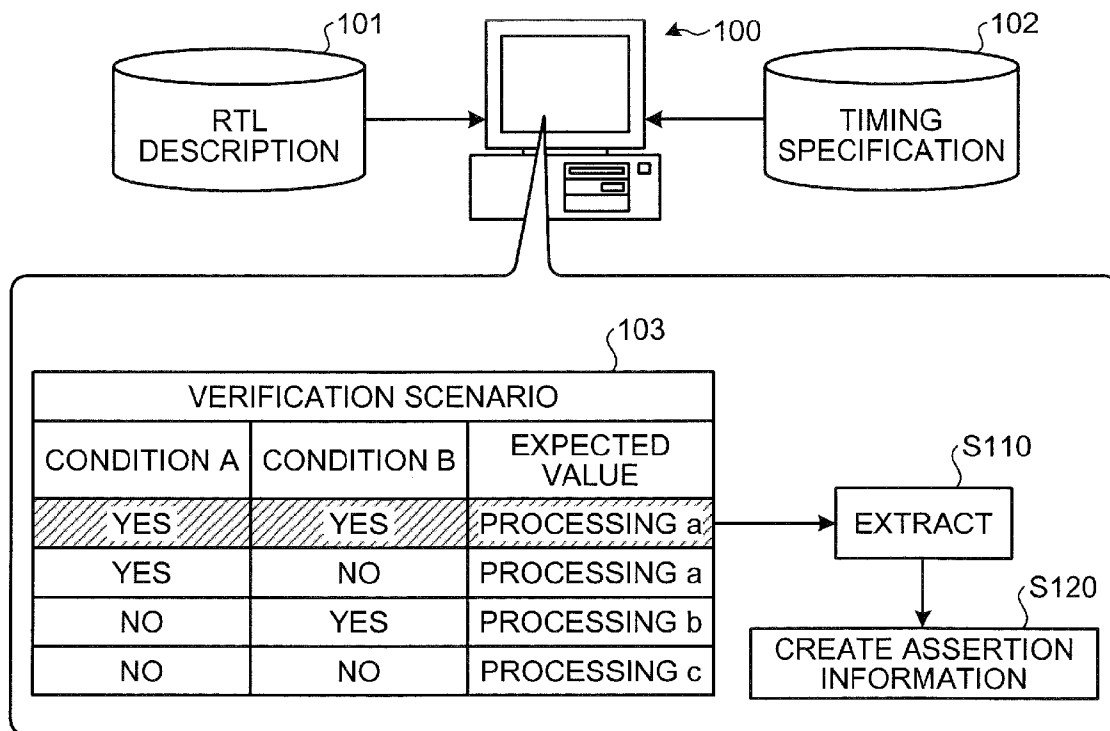 101
100
102
RTL
DESCRIPTION
TIMING
SPECIFICATION
103
VERIFICATION SCENARIO
CONDITION A CONDITION B EXPECTED
VALUE
YES YES PROCESSING a
YES NO PROCESSING a
NO YES PROCESSING b
NO NO PROCESSING c
S110
EXTRACT
S120
CREATE ASSERTION
INFORMATION